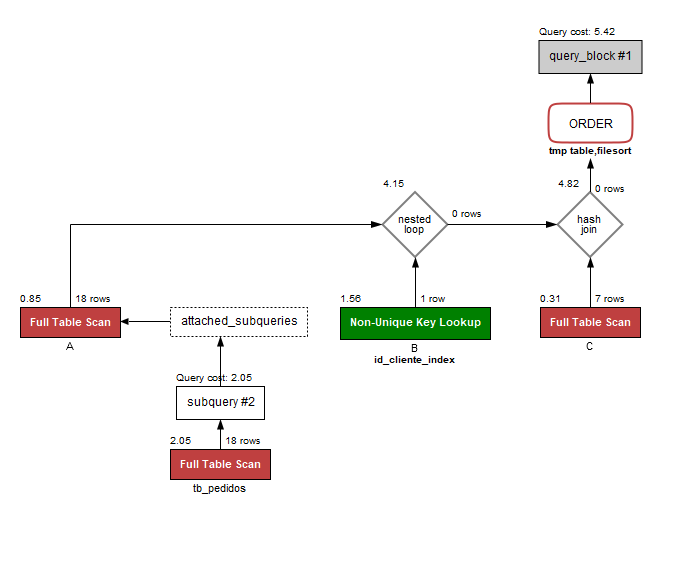 Query cost: 5.42
query_block #1
ORDER
tmp table,filesort
4.15
4.82
0 rows
nested
loop
0 rows
hash
join
0.85
18 rows
Full Table Scan
A
attached_subqueries
1.56
1 row
Non-Unique Key Lookup
B
id_cliente_index
0.31
7 rows
Full Table Scan
C
Query cost: 2.05
subquery #2
2.05
18 rows
Full Table Scan
tb_pedidos